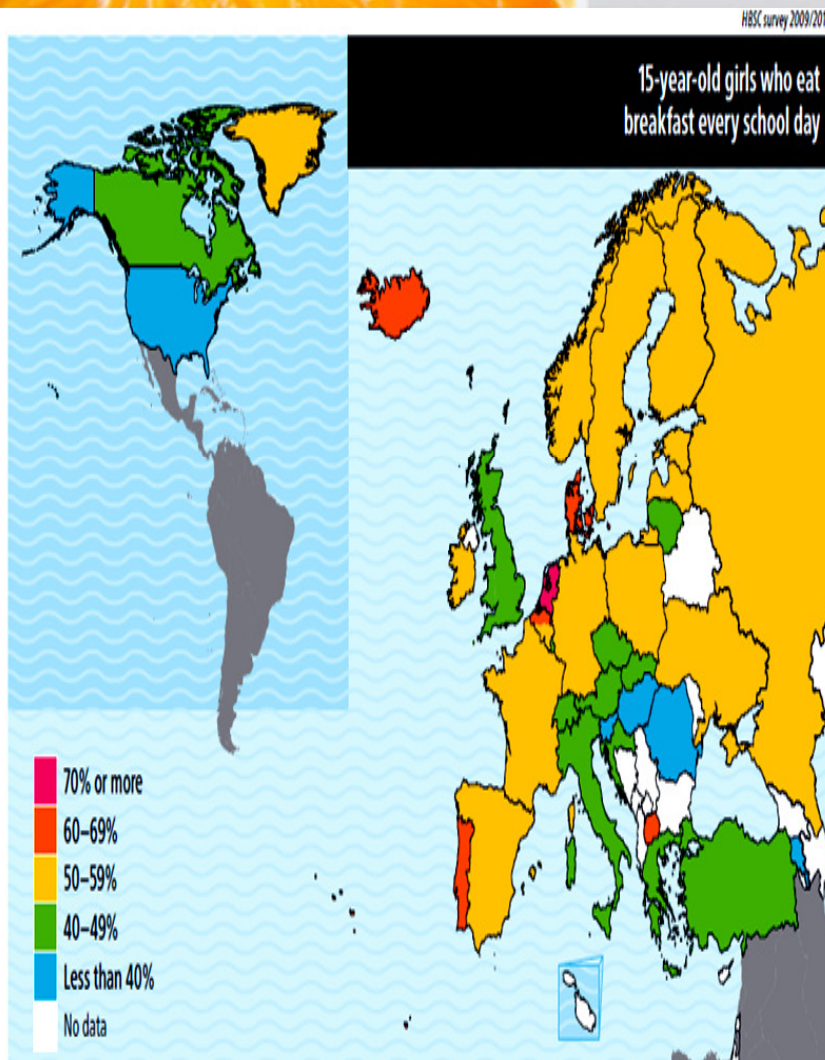 HBSC survey 2009/201
15-year-old girls who eat
breakfast every school day
70% or more
60–69%
50–59%
40–49%
Less than 40%
No data